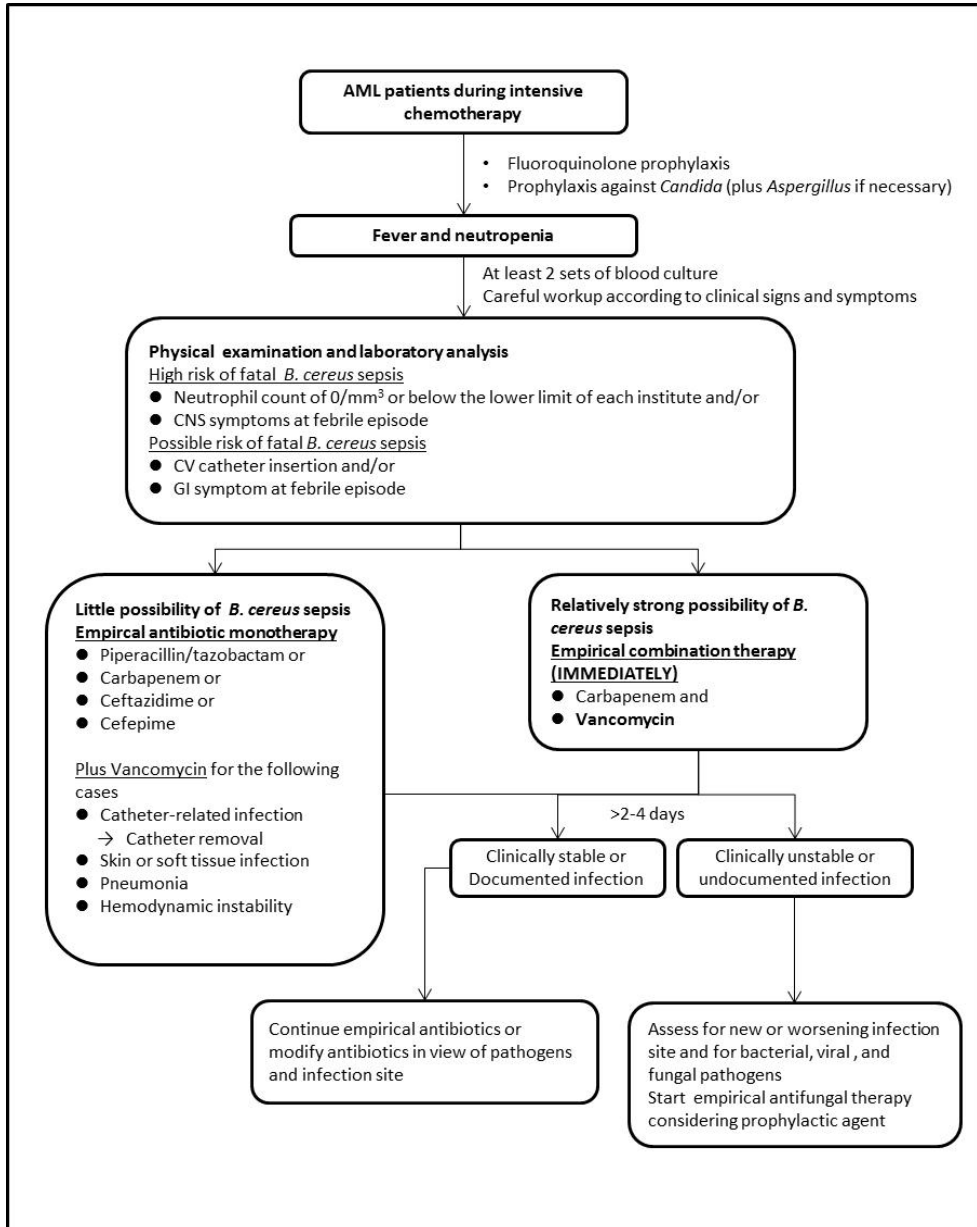 AML patients during intensive
chemotherapy
• Fluoroquinolone prophylaxis
• Prophylaxis against Candida (plus Aspergillus if necessary)
Fever and neutropenia
At least 2 sets of blood culture
Careful workup according to clinical signs and symptoms
Physical examination and laboratory analysis
High risk of fatal B. cereus sepsis
● Neutrophil count of 0/mm³ or below the lower limit of each institute and/or
● CNS symptoms at febrile episode
Possible risk of fatal B. cereus sepsis
● CV catheter insertion and/or
● GI symptom at febrile episode
Little possibility of B. cereus sepsis
Empircal antibiotic monotherapy
● Piperacillin/tazobactam or
● Carbapenem or
● Ceftazidime or
● Cefepime
Plus Vancomycin for the following
cases
● Catheter-related infection
→ Catheter removal
● Skin or soft tissue infection
● Pneumonia
● Hemodynamic instability
Relatively strong possibility of B.
cereus sepsis
Empirical combination therapy
(IMMEDIATELY)
● Carbapenem and
● Vancomycin
>2-4 days
Clinically stable or
Documented infection
Clinically unstable or
undocumented infection
Continue empirical antibiotics or
modify antibiotics in view of pathogens
and infection site
Assess for new or worsening infection
site and for bacterial, viral , and
fungal pathogens
Start empirical antifungal therapy
considering prophylactic agent